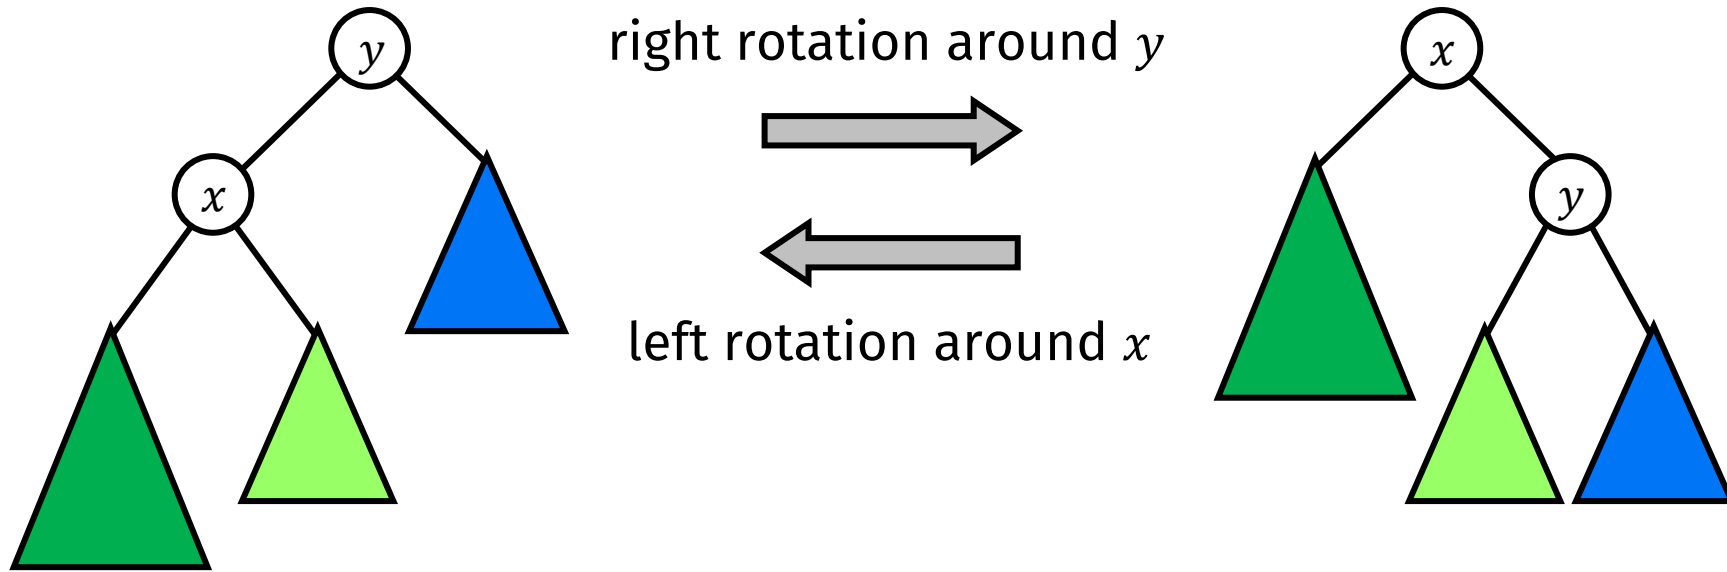 y
right rotation around y
x
x
y
left rotation around x